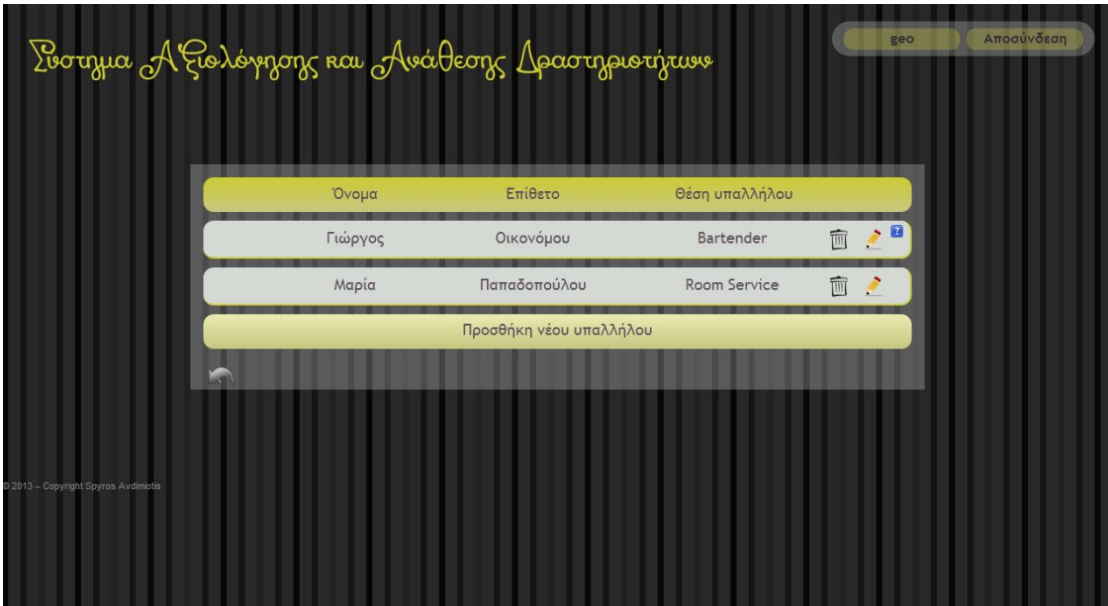 Σύστημα Αξιολόγησης και Ανάθεσης Δραστηριοτήτων
geo Αποσύνδεση
Όνομα Επίθετο Θέση υπαλλήλου
Γιώργος Οικονόμου Bartender ?
Μαρία Παπαδοπούλου Room Service
Προσθήκη νέου υπαλλήλου
© 2013 – Copyright Spyros Avdimiotis